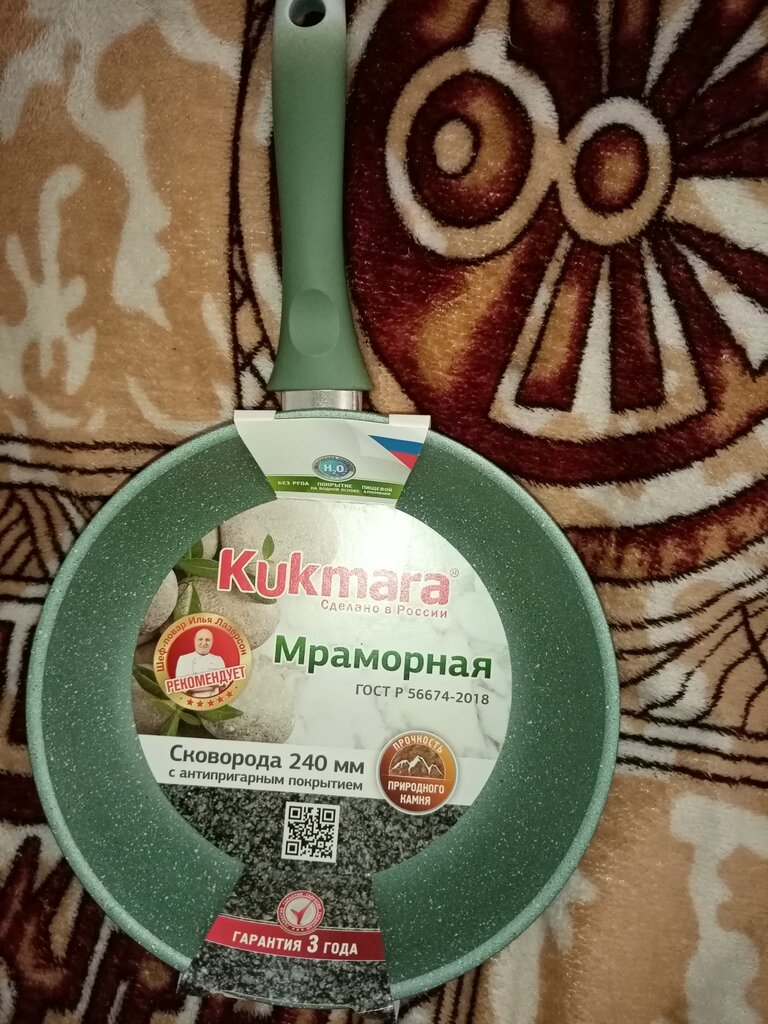 H₂O
БЕЗ PFOA
ПОКРЫТИЕ
НА ВОДНОЙ ОСНОВЕ
ПИЩЕВОЙ
АЛЮМИНИЙ
Kukmara®
Сделано в России
Шеф-повар Илья Лазерсон
РЕКОМЕНДУЕТ
Мраморная
ГОСТ Р 56674-2018
Сковорода 240 мм
с антипригарным покрытием
ПРОЧНОСТЬ
ПРИРОДНОГО
КАМНЯ
ГАРАНТИЯ 3 ГОДА